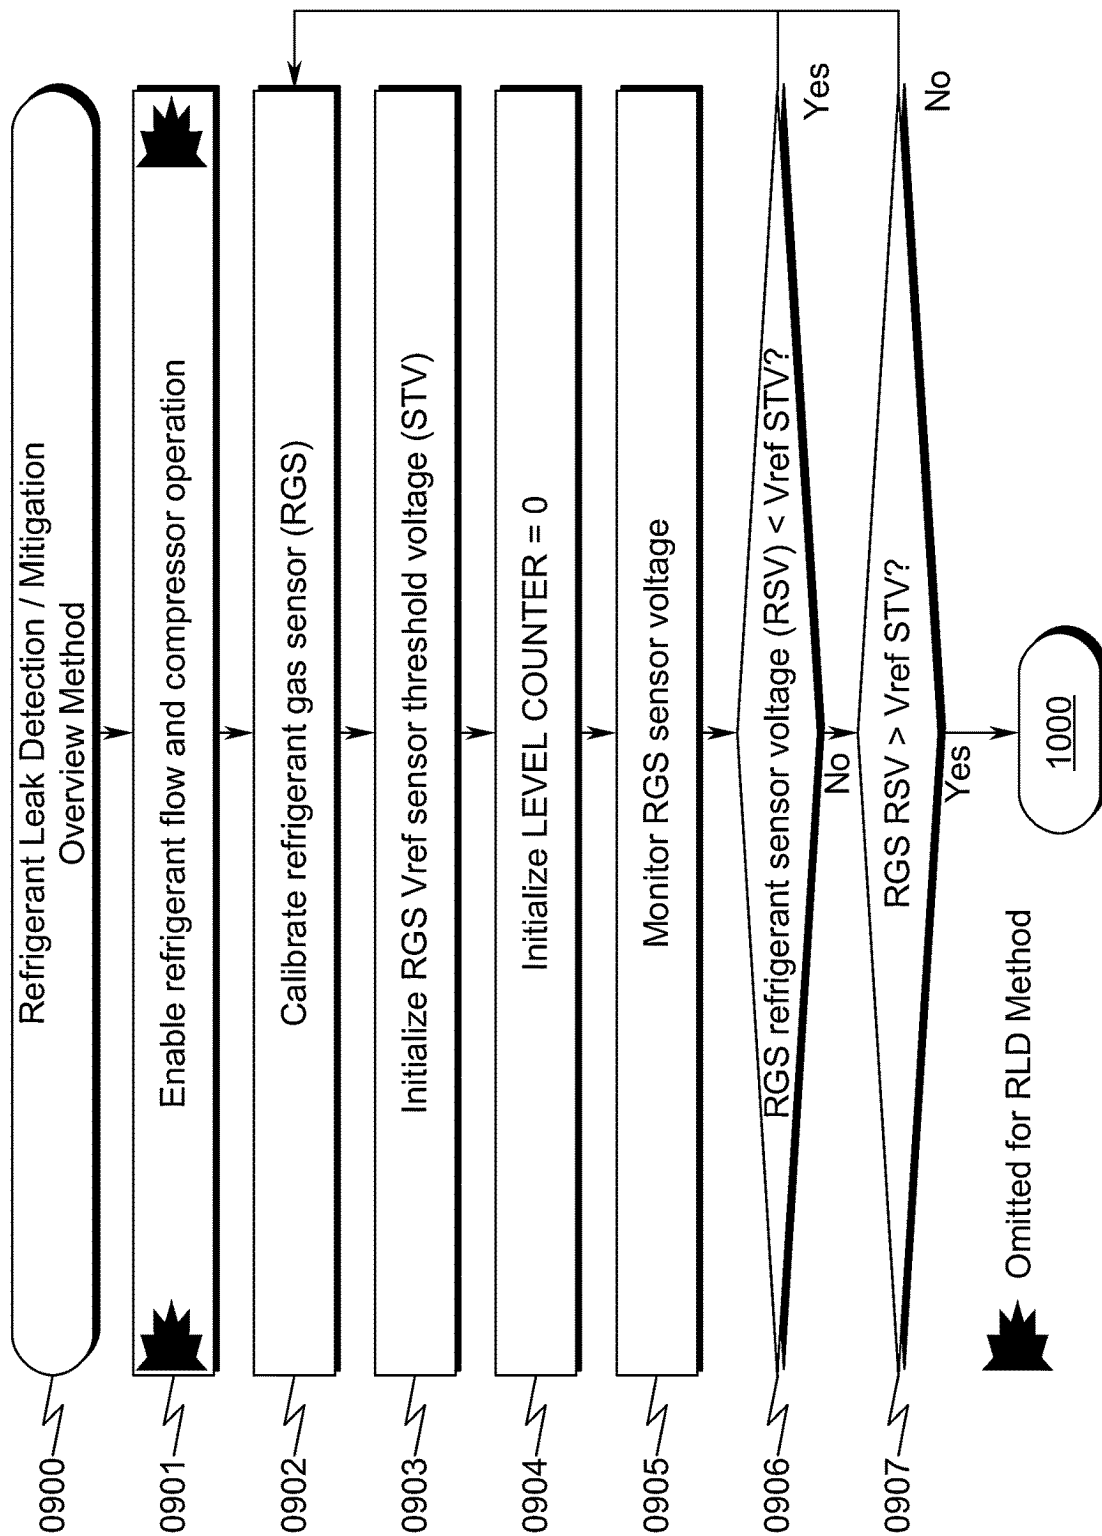 Refrigerant Leak Detection / Mitigation
Overview Method
0900
Enable refrigerant flow and compressor operation
0901
Calibrate refrigerant gas sensor (RGS)
0902
Initialize RGS Vref sensor threshold voltage (STV)
0903
Initialize LEVEL COUNTER = 0
0904
Monitor RGS sensor voltage
0905
RGS refrigerant sensor voltage (RSV) < Vref STV?
0906
Yes
No
RGS RSV > Vref STV?
0907
No
Yes
1000
Omitted for RLD Method